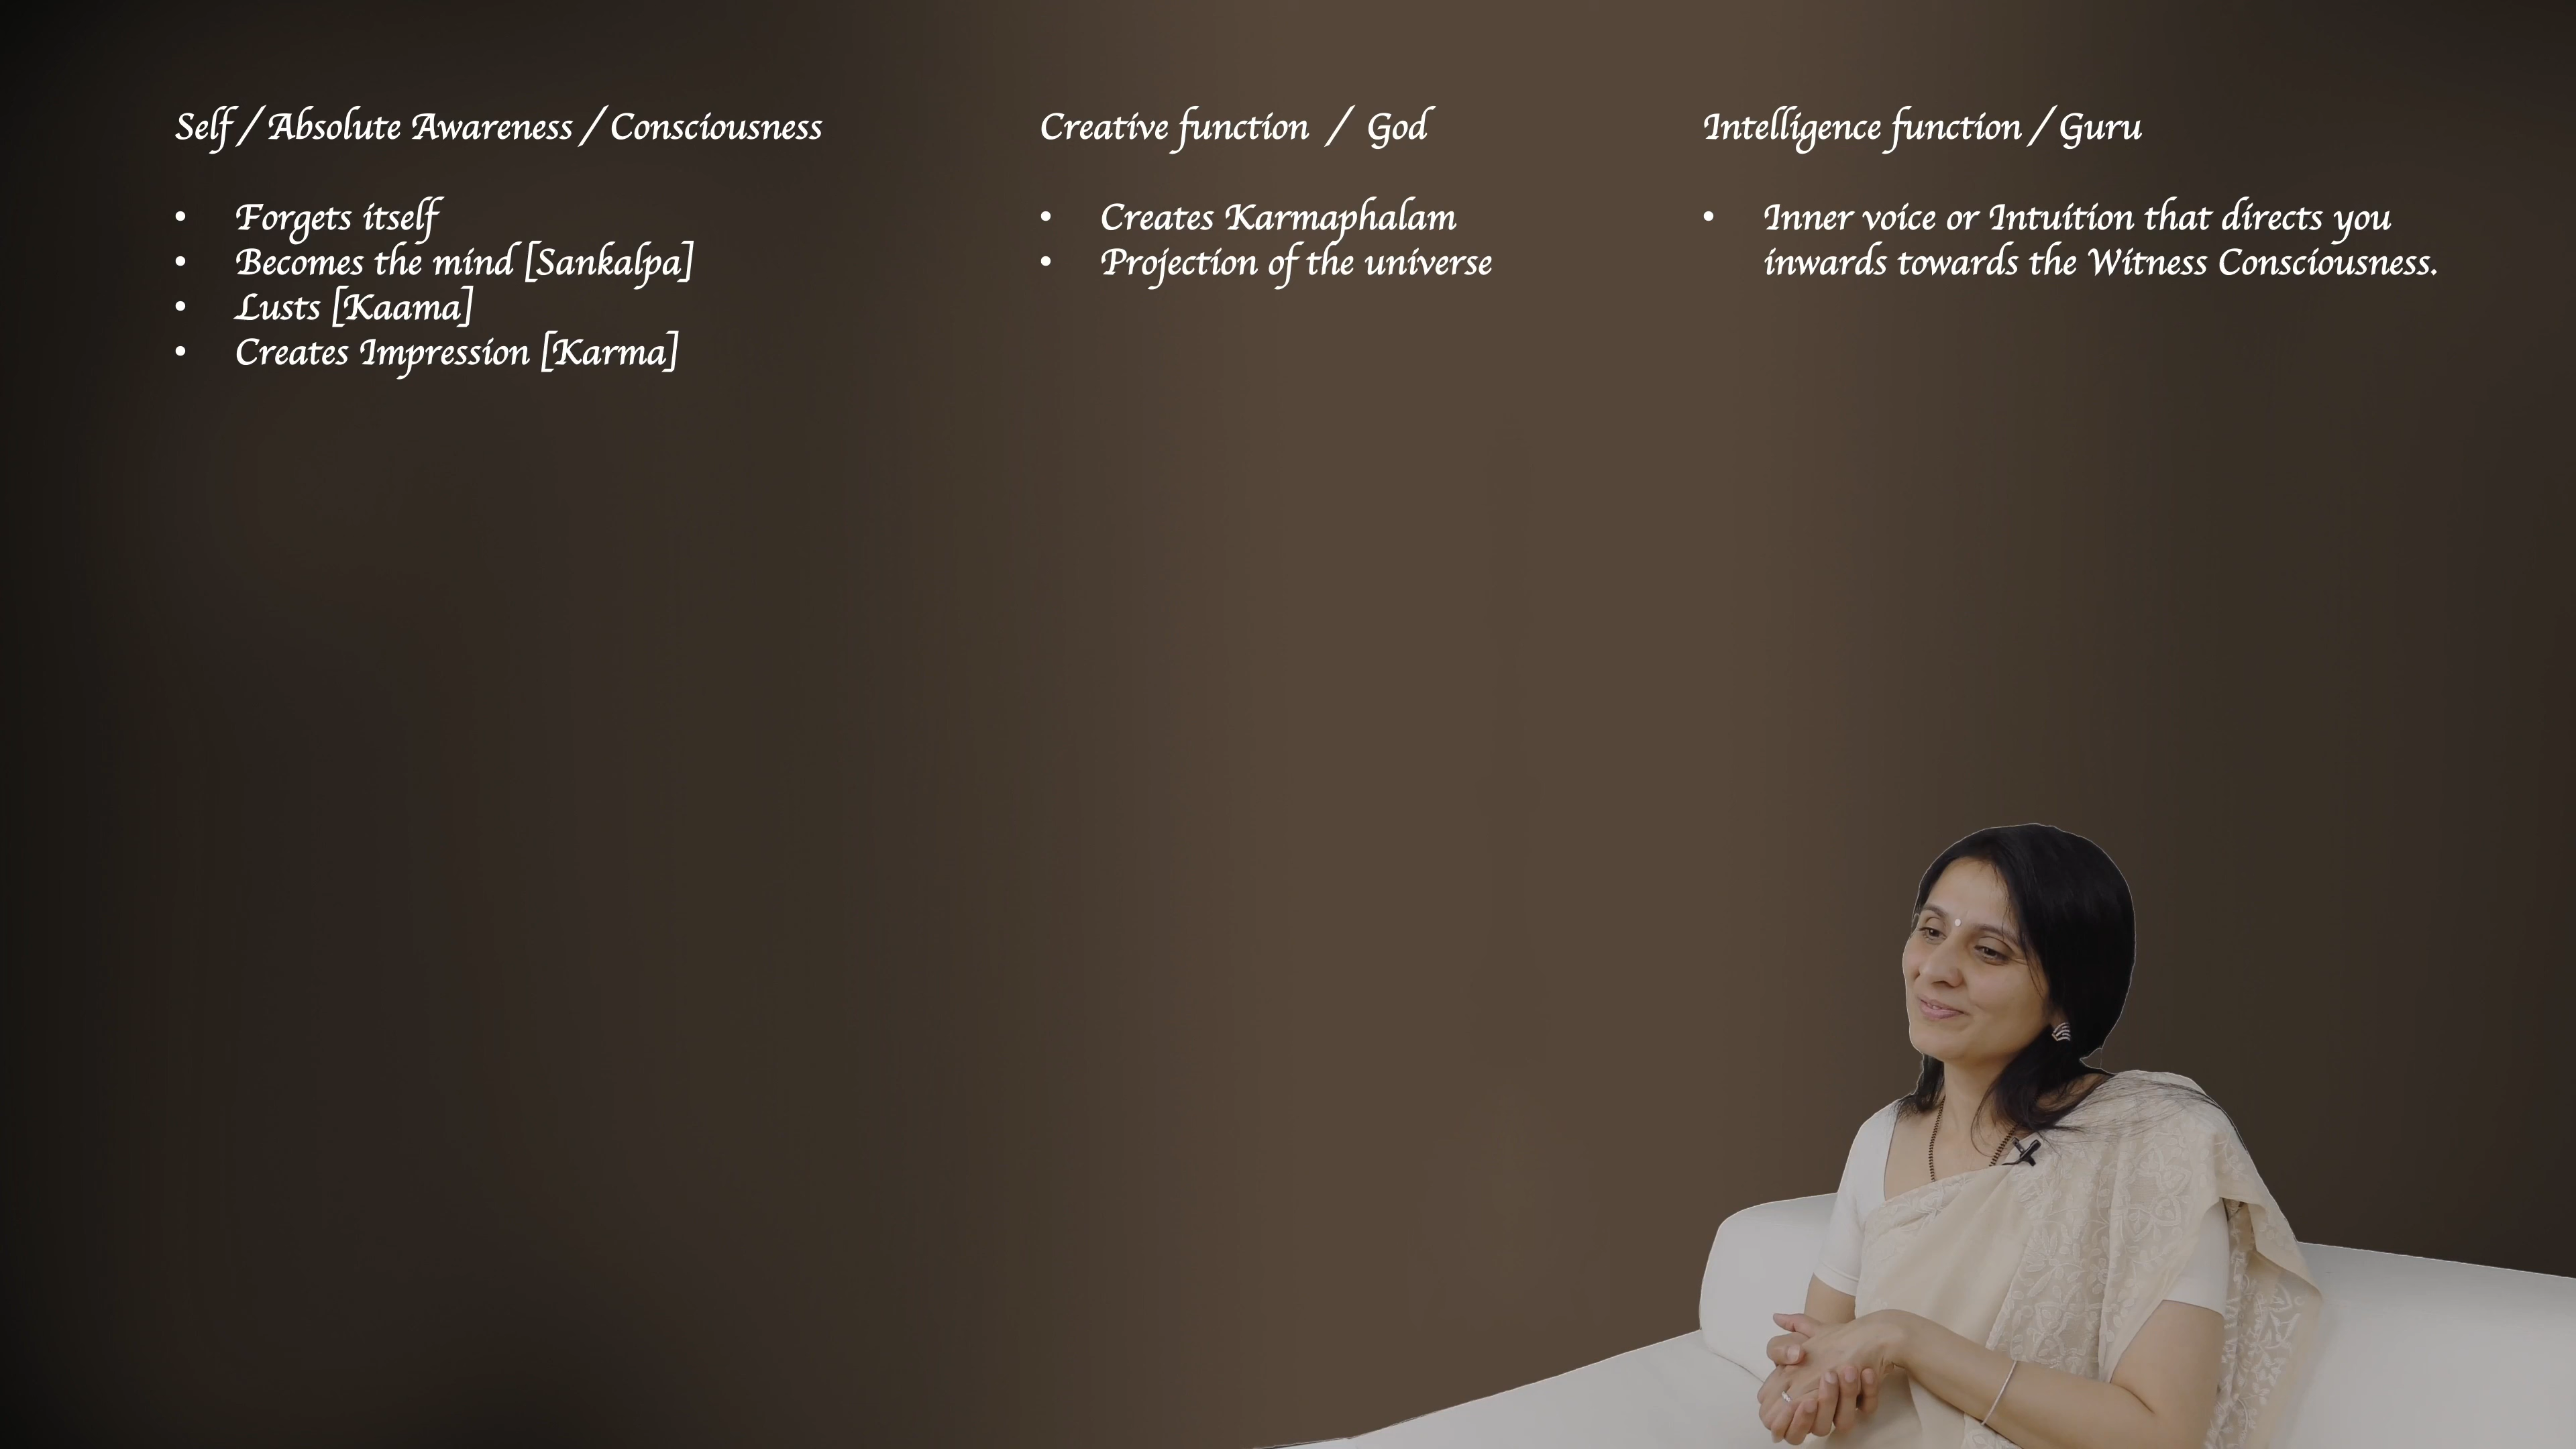 Self / Absolute Awareness / Consciousness
• Forgets itself
• Becomes the mind [Sankalpa]
• Lusts [Kaama]
• Creates Impression [Karma]
Creative function / God
• Creates Karmaphalam
• Projection of the universe
Intelligence function / Guru
• Inner voice or Intuition that directs you
inwards towards the Witness Consciousness.